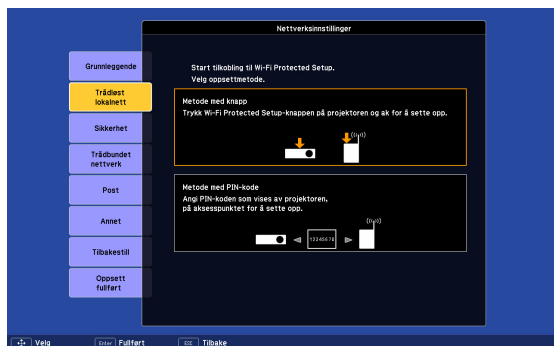 Nettverksinnstillinger
Grunnleggende
Trådløst
lokalnett
Sikkerhet
Trådbundet
nettverk
Post
Annet
Tilbakestill
Oppsett
fullført
Start tilkobling til Wi-Fi Protected Setup.
Velg oppsettmetode.
Metode med knapp
Trykk Wi-Fi Protected Setup-knappen på projektoren og ak for å sette opp.
Metode med PIN-kode
Angi PIN-koden som vises av projektoren,
på aksesspunktet for å sette opp.
12345678
Velg Enter Fullført ESC Tilbake